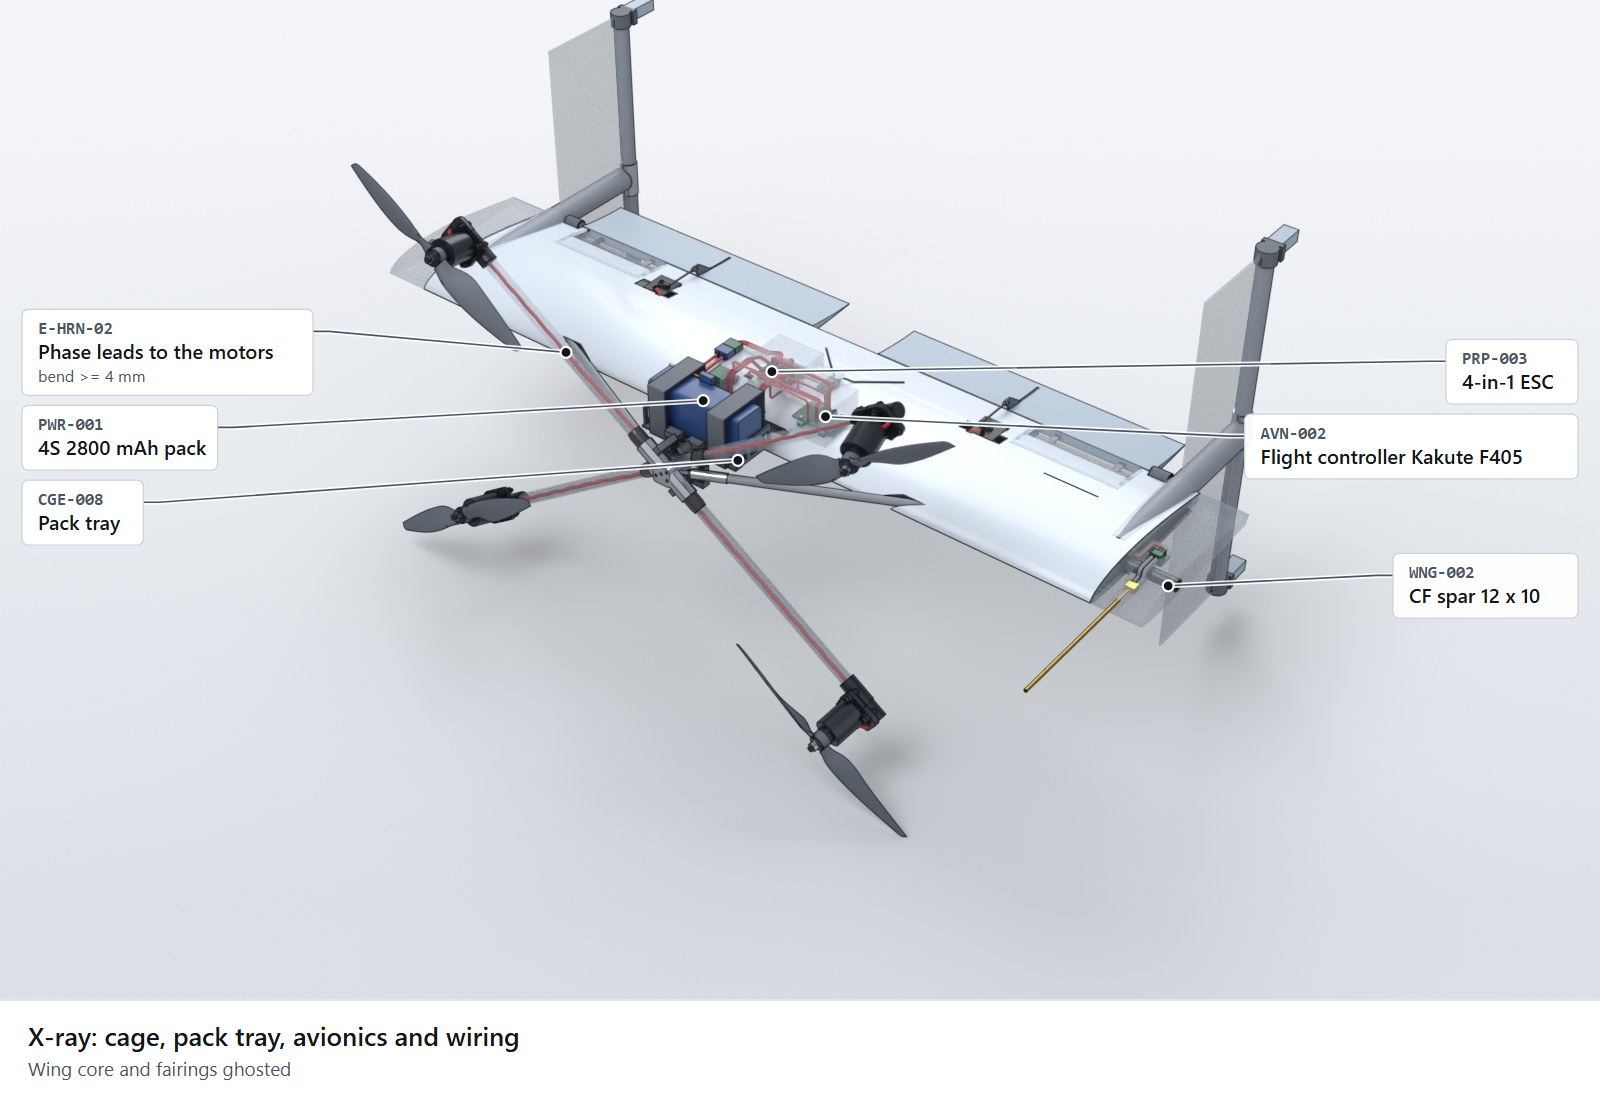 E-HRN-02
Phase leads to the motors
bend >= 4 mm
PWR-001
4S 2800 mAh pack
CGE-008
Pack tray
PRP-003
4-in-1 ESC
AVN-002
Flight controller Kakute F405
WNG-002
CF spar 12 x 10
X-ray: cage, pack tray, avionics and wiring
Wing core and fairings ghosted